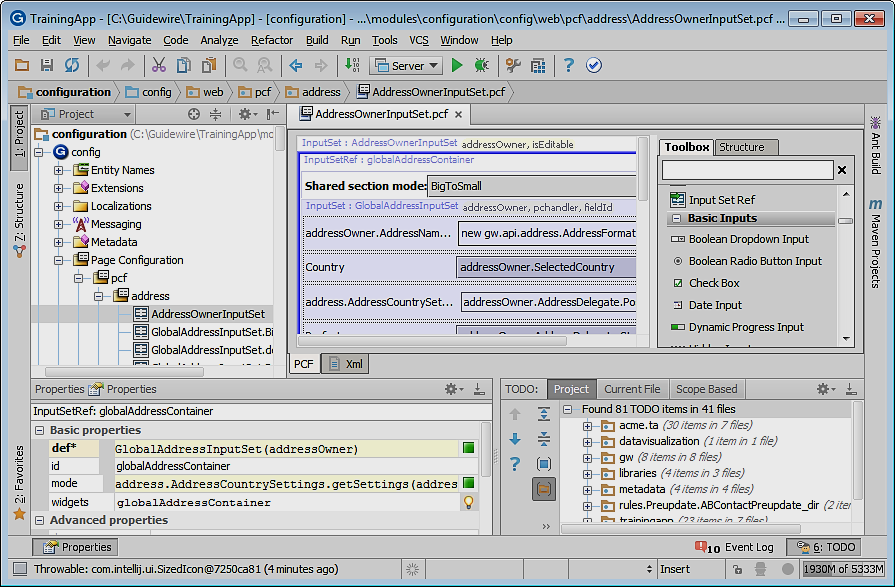 TrainingApp - [C:\Guidewire\TrainingApp] - [configuration] - ...\modules\configuration\config\web\pcf\address\AddressOwnerInputSet.pcf ...
File Edit View Navigate Code Analyze Refactor Build Run Tools VCS Window Help
Server
configuration config web pcf address AddressOwnerInputSet.pcf
1: Project
7: Structure
2: Favorites
Project
configuration (C:\Guidewire\TrainingApp\mo
config
Entity Names
Extensions
Localizations
Messaging
Metadata
Page Configuration
pcf
address
AddressOwnerInputSet
GlobalAddressInputSet.Bi
GlobalAddressInputSet.de
AddressOwnerInputSet.pcf
InputSet : AddressOwnerInputSet addressOwner, isEditable
InputSetRef : globalAddressContainer
Shared section mode: BigToSmall
InputSet : GlobalAddressInputSet addressOwner, pchandler, fieldId
addressOwner.AddressNam... new gw.api.address.AddressFormat
Country addressOwner.SelectedCountry
address.AddressCountrySet... addressOwner.AddressDelegate.Po
PCF Xml
Toolbox Structure
Input Set Ref
Basic Inputs
Boolean Dropdown Input
Boolean Radio Button Input
Check Box
Date Input
Dynamic Progress Input
Ant Build
Maven Projects
Properties Properties
InputSetRef: globalAddressContainer
Basic properties
def* GlobalAddressInputSet(addressOwner)
id globalAddressContainer
mode address.AddressCountrySettings.getSettings(addres
widgets globalAddressContainer
Advanced properties
TODO: Project Current File Scope Based
Found 81 TODO items in 41 files
acme.ta (30 items in 7 files)
datavisualization (1 item in 1 file)
gw (8 items in 8 files)
libraries (4 items in 3 files)
metadata (4 items in 4 files)
rules.Preupdate.ABContactPreupdate_dir (2 iter
trainingapp (23 items in 7 files)
Properties 10 Event Log 6: TODO
Throwable: com.intellij.ui.SizedIcon@7250ca81 (4 minutes ago) Insert 1930M of 5333M